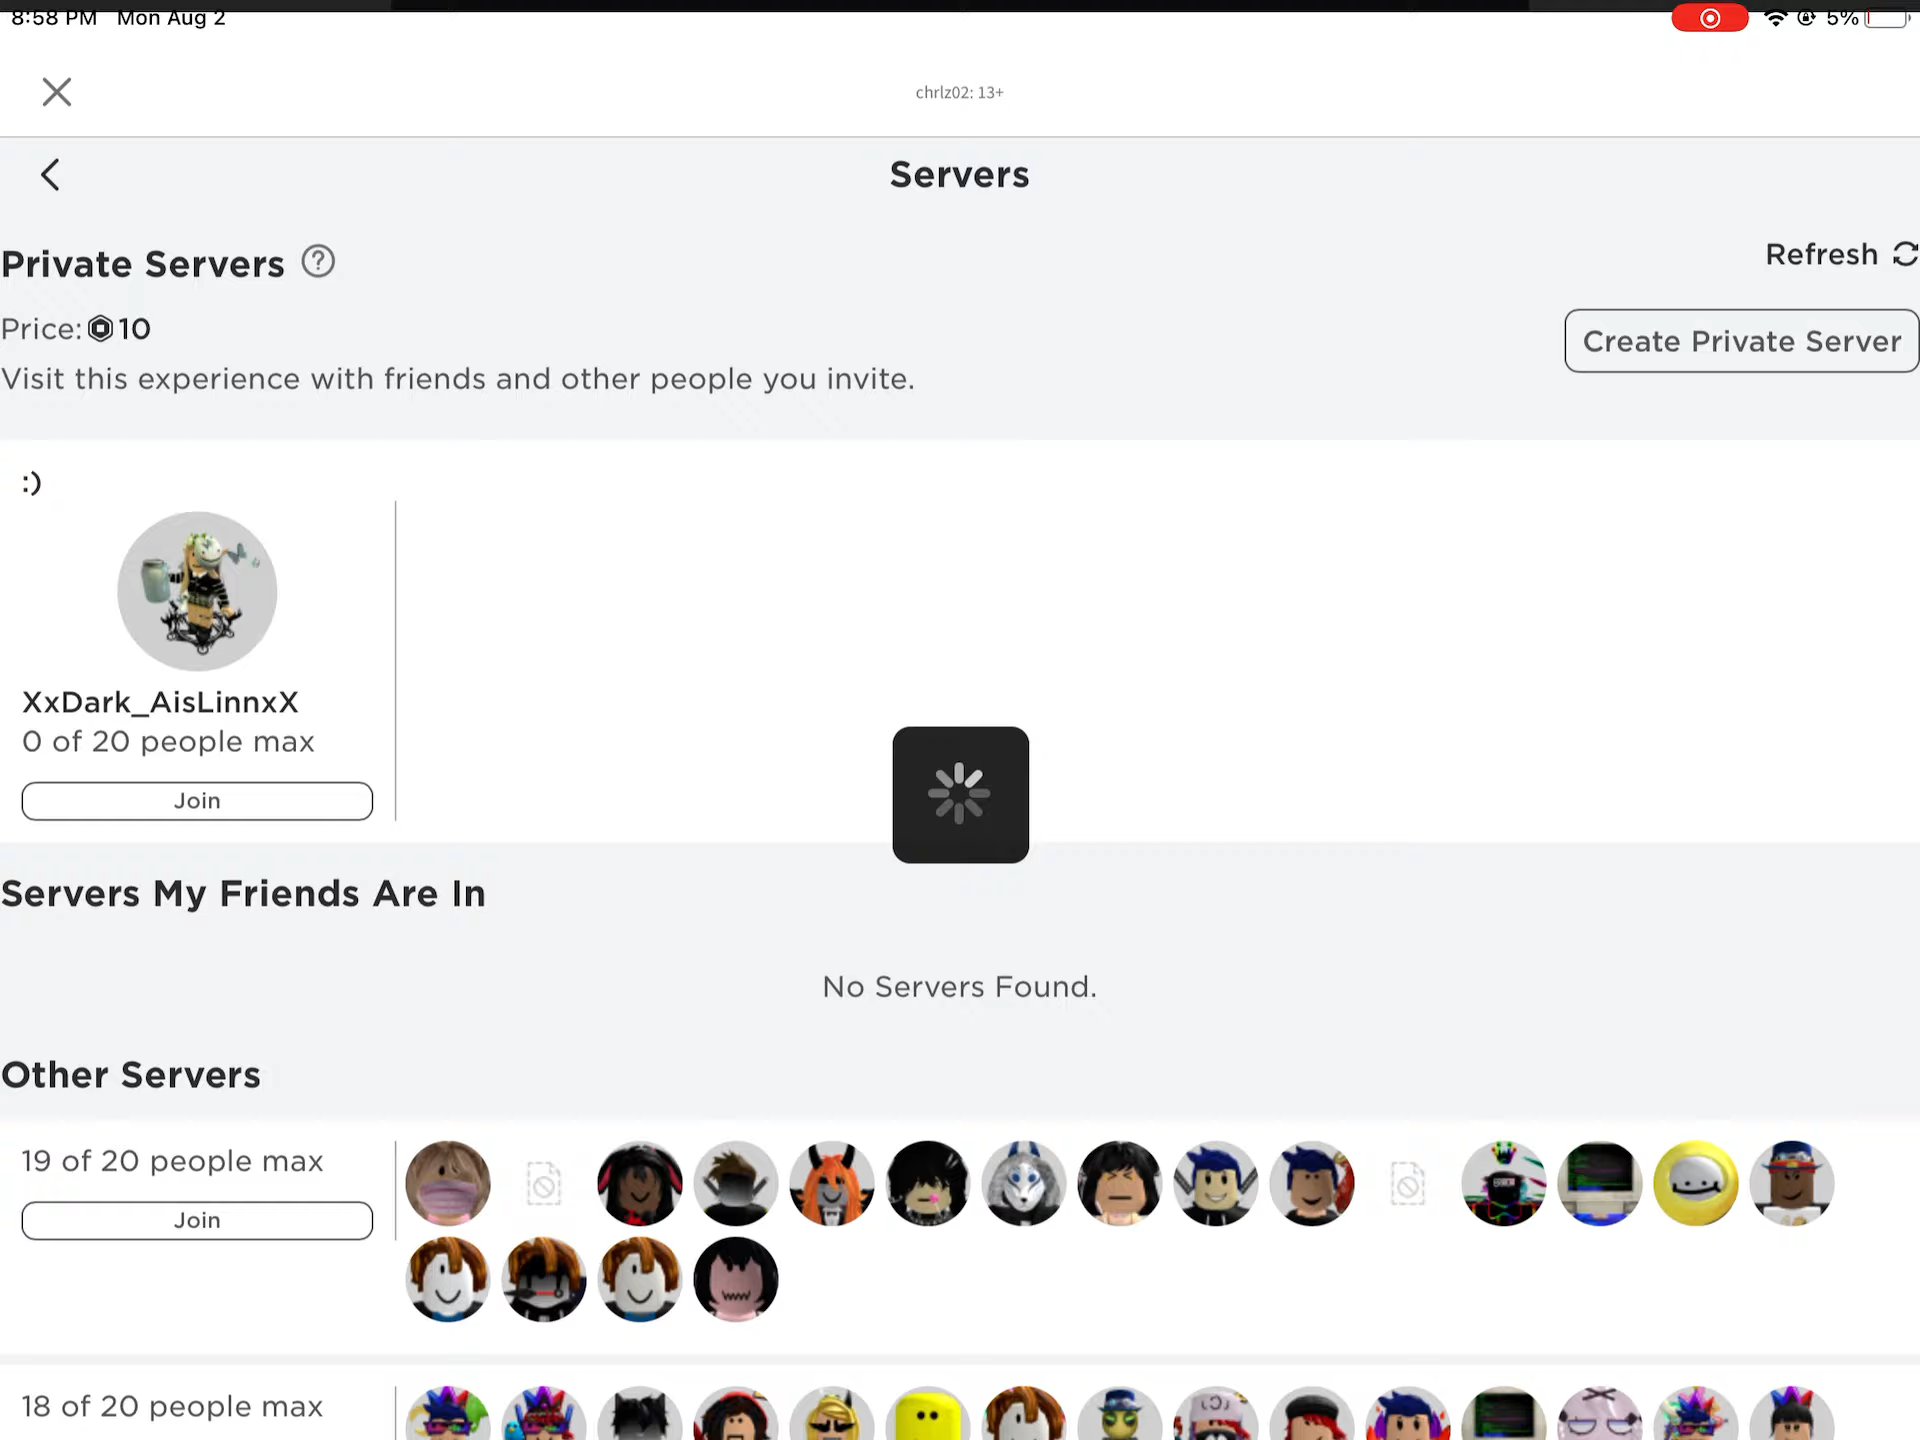 8:58 PM Mon Aug 2
5%
chrlz02: 13+
Servers
Private Servers
Refresh
Price: 10
Create Private Server
Visit this experience with friends and other people you invite.
:)
XxDark_AisLinnxX
0 of 20 people max
Join
Servers My Friends Are In
No Servers Found.
Other Servers
19 of 20 people max
Join
18 of 20 people max